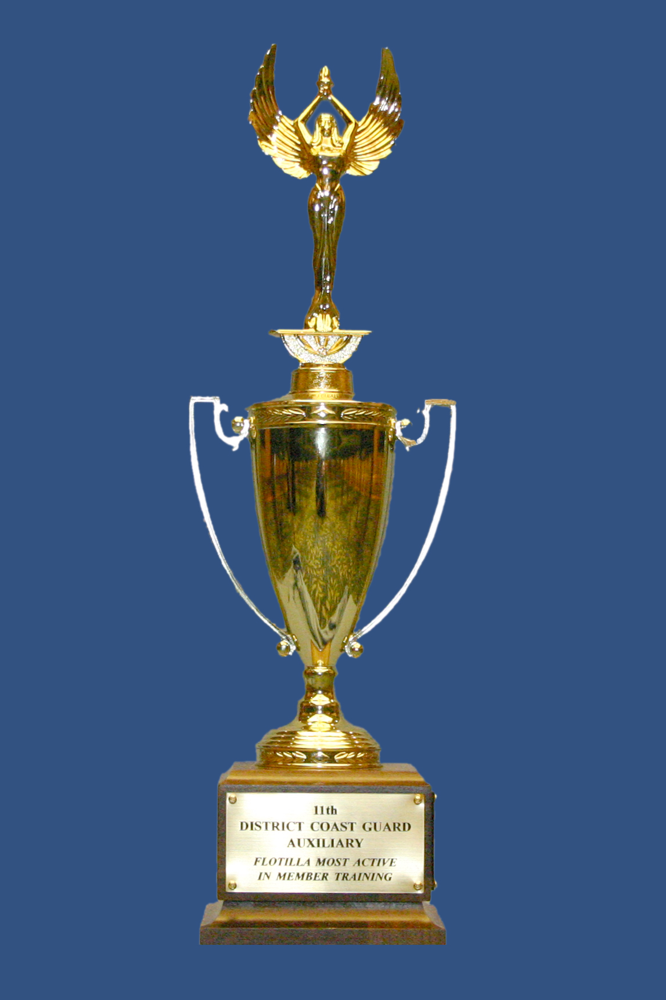 11th
DISTRICT COAST GUARD
AUXILIARY
FLOTILLA MOST ACTIVE
IN MEMBER TRAINING